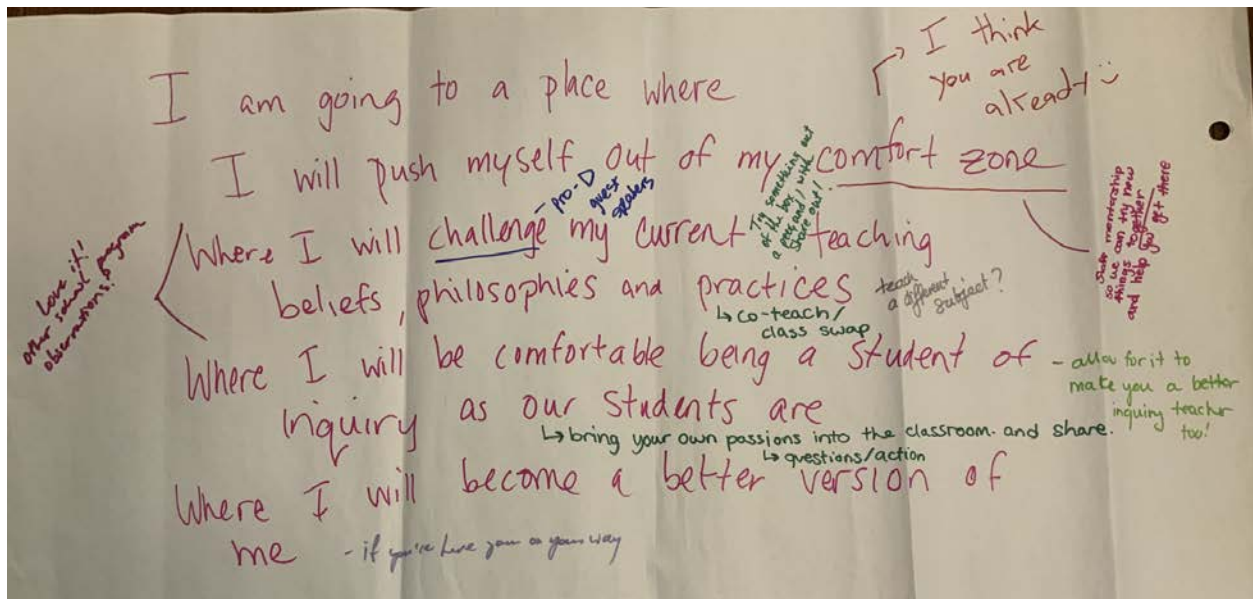 I am going to a place where
I think
you are
already
I will push myself out of my comfort zone
- pro-D
guest
speakers
Try something out
of the box with
a peer and
share out!
mentorship
so we can try new
things together
and help you get there
Where I will challenge my current teaching
beliefs, philosophies and practices
Love it!
other school/program
observations?
teach
a different
subject?
↳ co-teach/
class swap
Where I will be comfortable being a student of
inquiry as our students are
- allow for it to
make you a better
inquiry teacher
too!
↳ bring your own passions into the classroom. and share.
↳ questions/action
Where I will become a better version of
me
- if you're here you on your way